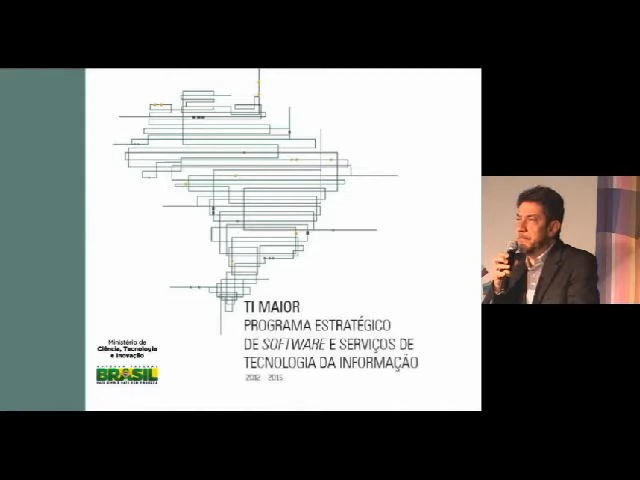 TI MAIOR
PROGRAMA ESTRATÉGICO
DE SOFTWARE E SERVIÇOS DE
TECNOLOGIA DA INFORMAÇÃO
2012 - 2015
Ministério da
Ciência, Tecnologia
e Inovação
BRASIL